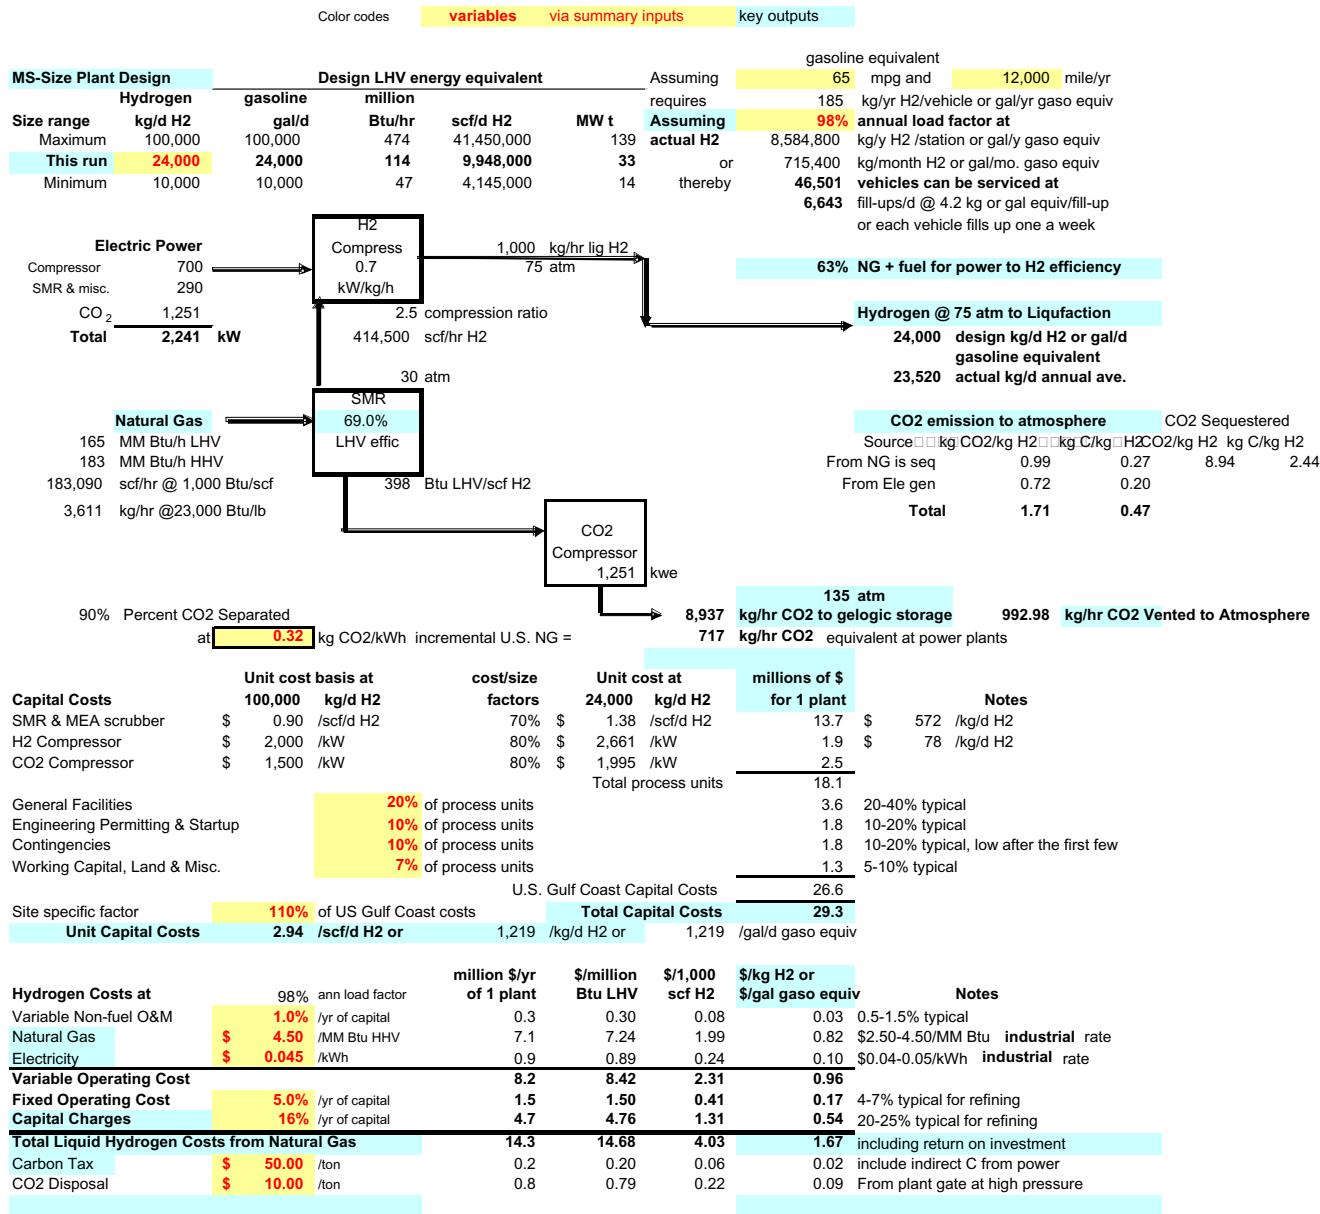 Color codes variables via summary inputs key outputs
gasoline equivalent
MS-Size Plant Design Design LHV energy equivalent Assuming 65 mpg and 12,000 mile/yr
Hydrogen gasoline million requires 185 kg/yr H2/vehicle or gal/yr gaso equiv
Size range kg/d H2 gal/d Btu/hr scf/d H2 MW t Assuming 98% annual load factor at
Maximum 100,000 100,000 474 41,450,000 139 actual H2 8,584,800 kg/y H2 /station or gal/y gaso equiv
This run 24,000 24,000 114 9,948,000 33 or 715,400 kg/month H2 or gal/mo. gaso equiv
Minimum 10,000 10,000 47 4,145,000 14 thereby 46,501 vehicles can be serviced at
6,643 fill-ups/d @ 4.2 kg or gal equiv/fill-up
H2 or each vehicle fills up one a week
Electric Power Compress 1,000 kg/hr lig H2
Compressor 700 0.7 75 atm 63% NG + fuel for power to H2 efficiency
SMR & misc. 290 kW/kg/h
CO 2 1,251 2.5 compression ratio Hydrogen @ 75 atm to Liqufaction
Total 2,241 kW 414,500 scf/hr H2 24,000 design kg/d H2 or gal/d
gasoline equivalent
30 atm 23,520 actual kg/d annual ave.
SMR
Natural Gas 69.0% CO2 emission to atmosphere CO2 Sequestered
165 MM Btu/h LHV LHV effic Source kg CO2/kg H2 kg C/kg H2 CO2/kg H2 kg C/kg H2
183 MM Btu/h HHV From NG is seq 0.99 0.27 8.94 2.44
183,090 scf/hr @ 1,000 Btu/scf 398 Btu LHV/scf H2 From Ele gen 0.72 0.20
3,611 kg/hr @23,000 Btu/lb Total 1.71 0.47
CO2
Compressor
1,251 kwe
135 atm
90% Percent CO2 Separated 8,937 kg/hr CO2 to gelogic storage 992.98 kg/hr CO2 Vented to Atmosphere
at 0.32 kg CO2/kWh incremental U.S. NG = 717 kg/hr CO2 equivalent at power plants
Unit cost basis at cost/size Unit cost at millions of $
Capital Costs 100,000 kg/d H2 factors 24,000 kg/d H2 for 1 plant Notes
SMR & MEA scrubber $ 0.90 /scf/d H2 70% $ 1.38 /scf/d H2 13.7 $ 572 /kg/d H2
H2 Compressor $ 2,000 /kW 80% $ 2,661 /kW 1.9 $ 78 /kg/d H2
CO2 Compressor $ 1,500 /kW 80% $ 1,995 /kW 2.5
Total process units 18.1
General Facilities 20% of process units 3.6 20-40% typical
Engineering Permitting & Startup 10% of process units 1.8 10-20% typical
Contingencies 10% of process units 1.8 10-20% typical, low after the first few
Working Capital, Land & Misc. 7% of process units 1.3 5-10% typical
U.S. Gulf Coast Capital Costs 26.6
Site specific factor 110% of US Gulf Coast costs Total Capital Costs 29.3
Unit Capital Costs 2.94 /scf/d H2 or 1,219 /kg/d H2 or 1,219 /gal/d gaso equiv
million $/yr $/million $/1,000 $/kg H2 or
Hydrogen Costs at 98% ann load factor of 1 plant Btu LHV scf H2 $/gal gaso equiv Notes
Variable Non-fuel O&M 1.0% /yr of capital 0.3 0.30 0.08 0.03 0.5-1.5% typical
Natural Gas $ 4.50 /MM Btu HHV 7.1 7.24 1.99 0.82 $2.50-4.50/MM Btu industrial rate
Electricity $ 0.045 /kWh 0.9 0.89 0.24 0.10 $0.04-0.05/kWh industrial rate
Variable Operating Cost 8.2 8.42 2.31 0.96
Fixed Operating Cost 5.0% /yr of capital 1.5 1.50 0.41 0.17 4-7% typical for refining
Capital Charges 16% /yr of capital 4.7 4.76 1.31 0.54 20-25% typical for refining
Total Liquid Hydrogen Costs from Natural Gas 14.3 14.68 4.03 1.67 including return on investment
Carbon Tax $ 50.00 /ton 0.2 0.20 0.06 0.02 include indirect C from power
CO2 Disposal $ 10.00 /ton 0.8 0.79 0.22 0.09 From plant gate at high pressure